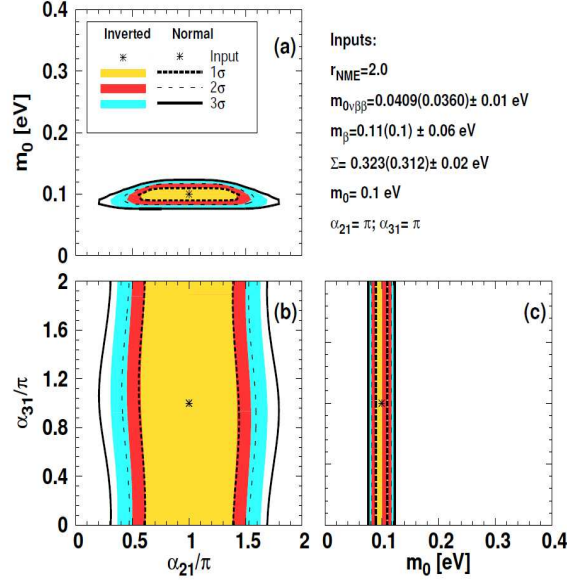 0.4
0.3
0.2
0.1
0
m₀ [eV]
Inverted Normal
Input
1σ
2σ
3σ
(a)
Inputs:
r_NME=2.0
m_0νββ=0.0409(0.0360)± 0.01 eV
m_β=0.11(0.1) ± 0.06 eV
Σ= 0.323(0.312)± 0.02 eV
m₀= 0.1 eV
α₂₁= π; α₃₁= π
2
1.6
1.2
0.8
0.4
0
α₃₁/π
(b)
0 0.5 1 1.5 2
α₂₁/π
(c)
0 0.1 0.2 0.3 0.4
m₀ [eV]